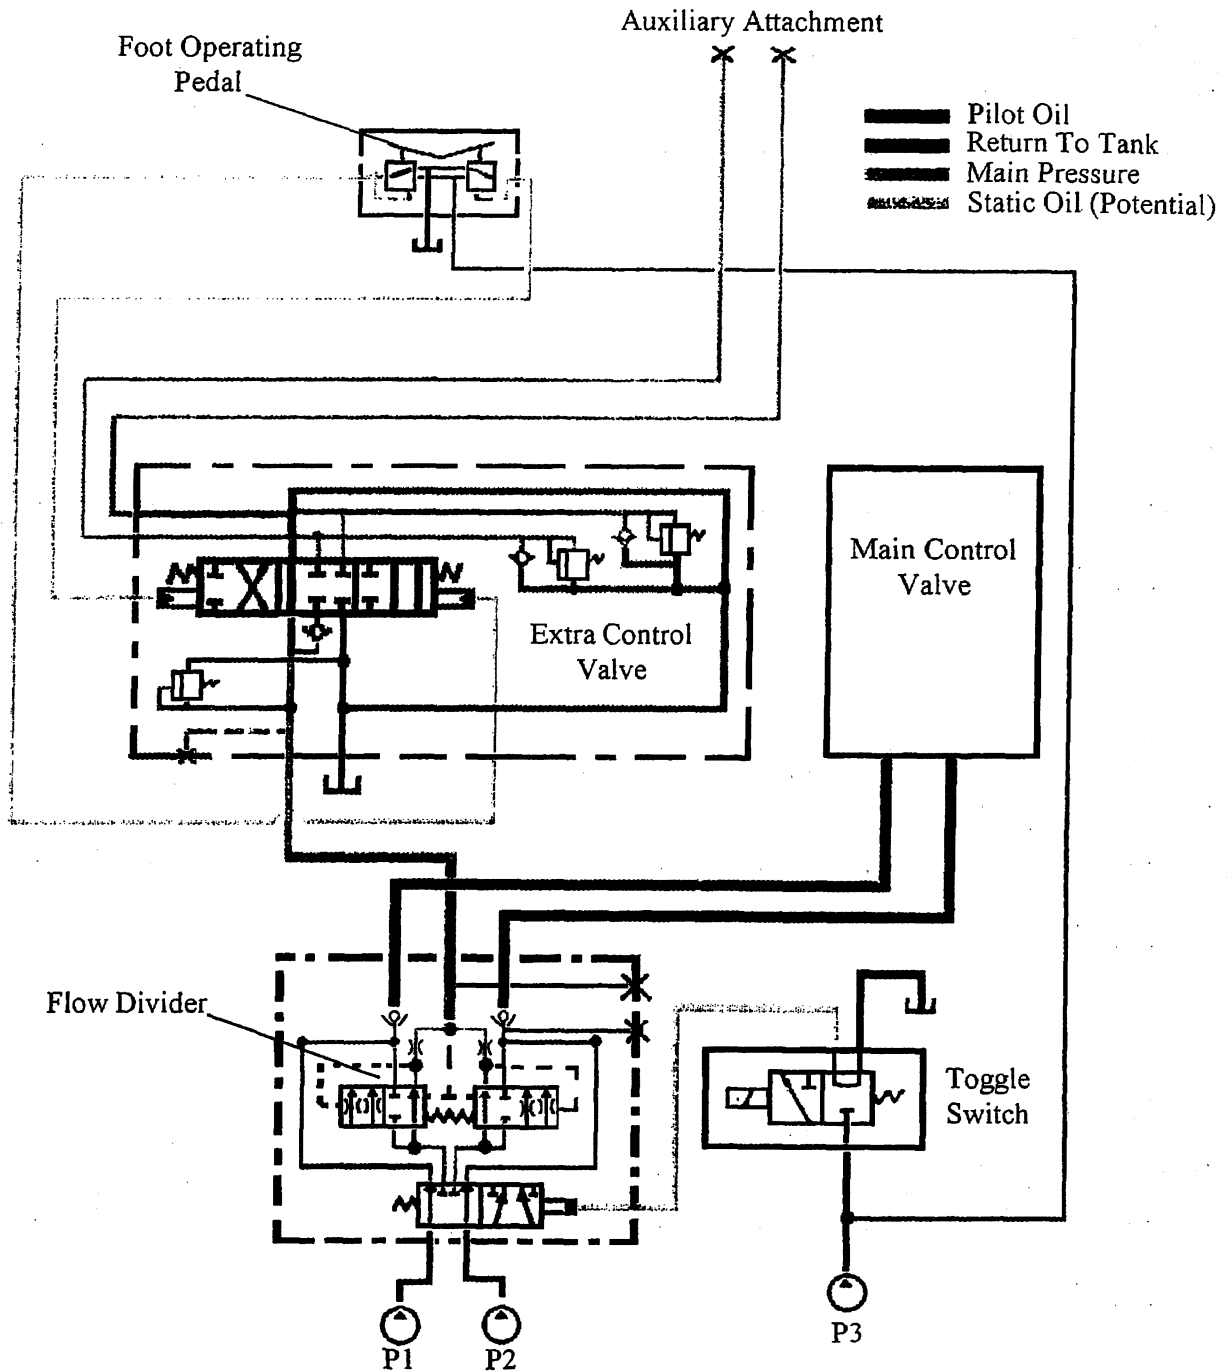 Auxiliary Attachment
Foot Operating
Pedal
Pilot Oil
Return To Tank
Main Pressure
Static Oil (Potential)
Main Control
Valve
Extra Control
Valve
Flow Divider
Toggle
Switch
P1
P2
P3